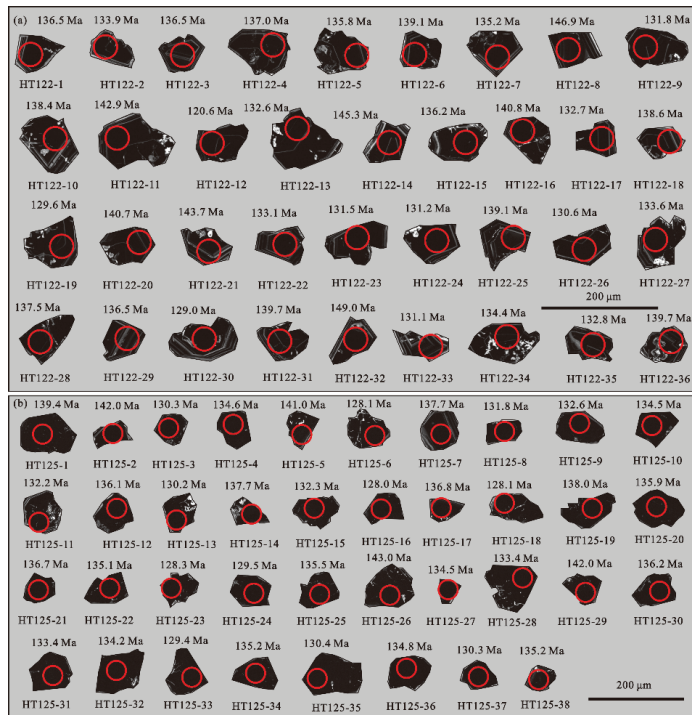 (a)
136.5 Ma 133.9 Ma 136.5 Ma 137.0 Ma 135.8 Ma 139.1 Ma 135.2 Ma 146.9 Ma 131.8 Ma
HT122-1 HT122-2 HT122-3 HT122-4 HT122-5 HT122-6 HT122-7 HT122-8 HT122-9
138.4 Ma 142.9 Ma 120.6 Ma 132.6 Ma 145.3 Ma 136.2 Ma 140.8 Ma 132.7 Ma 138.6 Ma
HT122-10 HT122-11 HT122-12 HT122-13 HT122-14 HT122-15 HT122-16 HT122-17 HT122-18
129.6 Ma 140.7 Ma 143.7 Ma 133.1 Ma 131.5 Ma 131.2 Ma 139.1 Ma 130.6 Ma 133.6 Ma
HT122-19 HT122-20 HT122-21 HT122-22 HT122-23 HT122-24 HT122-25 HT122-26 HT122-27
200 μm
137.5 Ma 136.5 Ma 129.0 Ma 139.7 Ma 149.0 Ma 131.1 Ma 134.4 Ma 132.8 Ma 139.7 Ma
HT122-28 HT122-29 HT122-30 HT122-31 HT122-32 HT122-33 HT122-34 HT122-35 HT122-36
(b)
139.4 Ma 142.0 Ma 130.3 Ma 134.6 Ma 141.0 Ma 128.1 Ma 137.7 Ma 131.8 Ma 132.6 Ma 134.5 Ma
HT125-1 HT125-2 HT125-3 HT125-4 HT125-5 HT125-6 HT125-7 HT125-8 HT125-9 HT125-10
132.2 Ma 136.1 Ma 130.2 Ma 137.7 Ma 132.3 Ma 128.0 Ma 136.8 Ma 128.1 Ma 138.0 Ma 135.9 Ma
HT125-11 HT125-12 HT125-13 HT125-14 HT125-15 HT125-16 HT125-17 HT125-18 HT125-19 HT125-20
136.7 Ma 135.1 Ma 128.3 Ma 129.5 Ma 135.5 Ma 143.0 Ma 134.5 Ma 133.4 Ma 142.0 Ma 136.2 Ma
HT125-21 HT125-22 HT125-23 HT125-24 HT125-25 HT125-26 HT125-27 HT125-28 HT125-29 HT125-30
133.4 Ma 134.2 Ma 129.4 Ma 135.2 Ma 130.4 Ma 134.8 Ma 130.3 Ma 135.2 Ma
HT125-31 HT125-32 HT125-33 HT125-34 HT125-35 HT125-36 HT125-37 HT125-38
200 μm